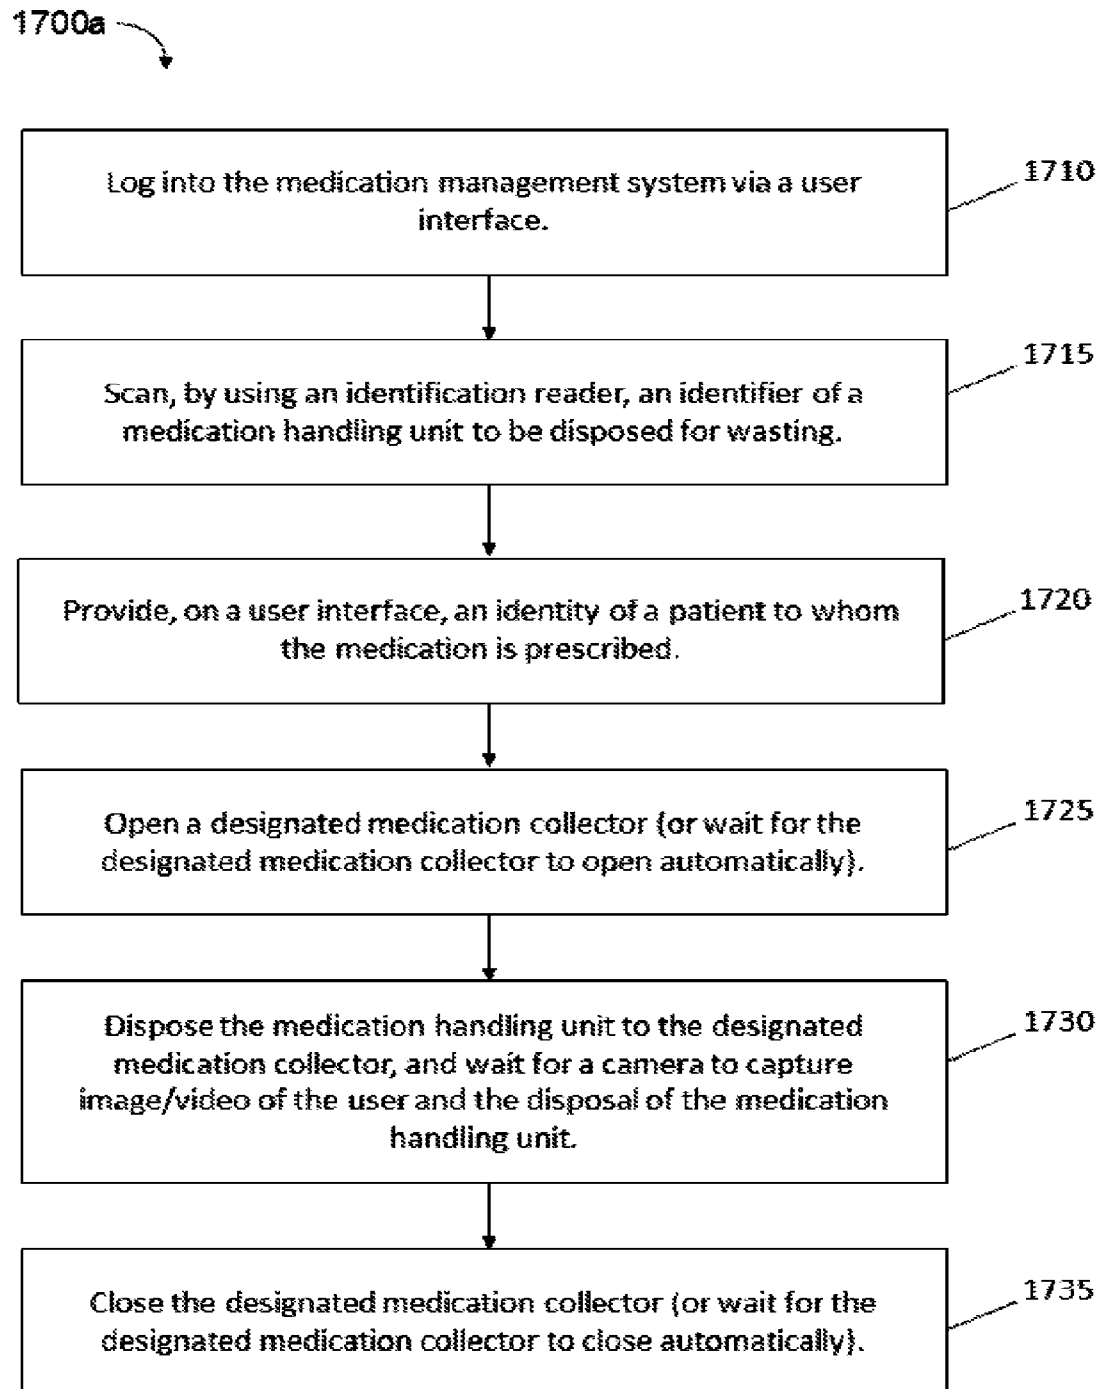 1700a
Log into the medication management system via a user
interface.
1710
Scan, by using an identification reader, an identifier of a
medication handling unit to be disposed for wasting.
1715
Provide, on a user interface, an identity of a patient to whom
the medication is prescribed.
1720
Open a designated medication collector (or wait for the
designated medication collector to open automatically).
1725
Dispose the medication handling unit to the designated
medication collector, and wait for a camera to capture
image/video of the user and the disposal of the medication
handling unit.
1730
Close the designated medication collector (or wait for the
designated medication collector to close automatically).
1735